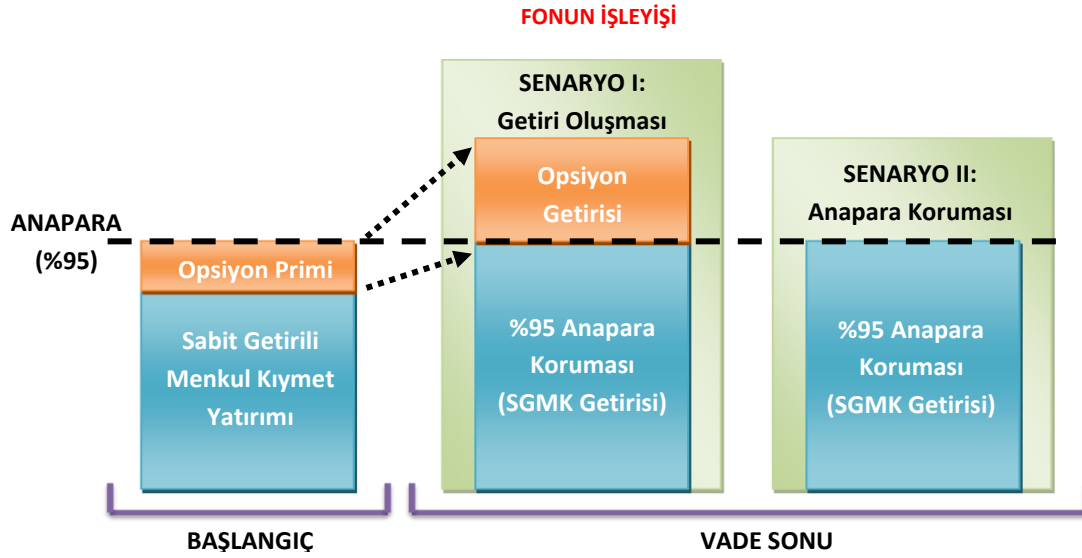 FONUN İŞLEYİŞİ
SENARYO I:
Getiri Oluşması
Opsiyon
Getirisi
%95 Anapara
Koruması
(SGMK Getirisi)
SENARYO II:
Anapara Koruması
%95 Anapara
Koruması
(SGMK Getirisi)
ANAPARA
(%95)
Opsiyon Primi
Sabit Getirili
Menkul Kıymet
Yatırımı
BAŞLANGIÇ
VADE SONU